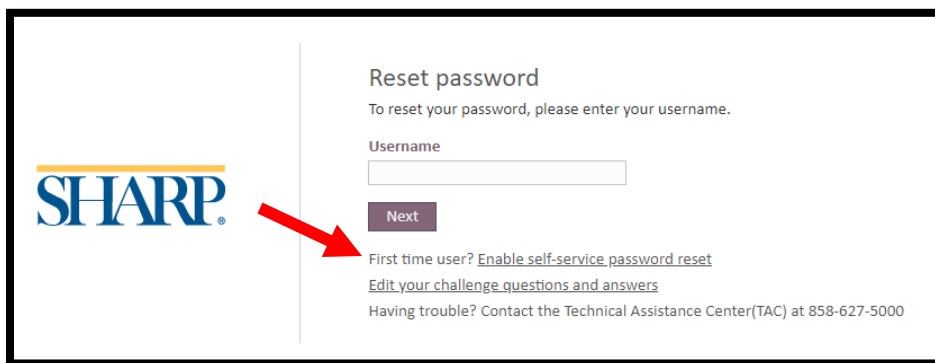 SHARP®
Reset password
To reset your password, please enter your username.
Username
Next
First time user? Enable self-service password reset
Edit your challenge questions and answers
Having trouble? Contact the Technical Assistance Center(TAC) at 858-627-5000